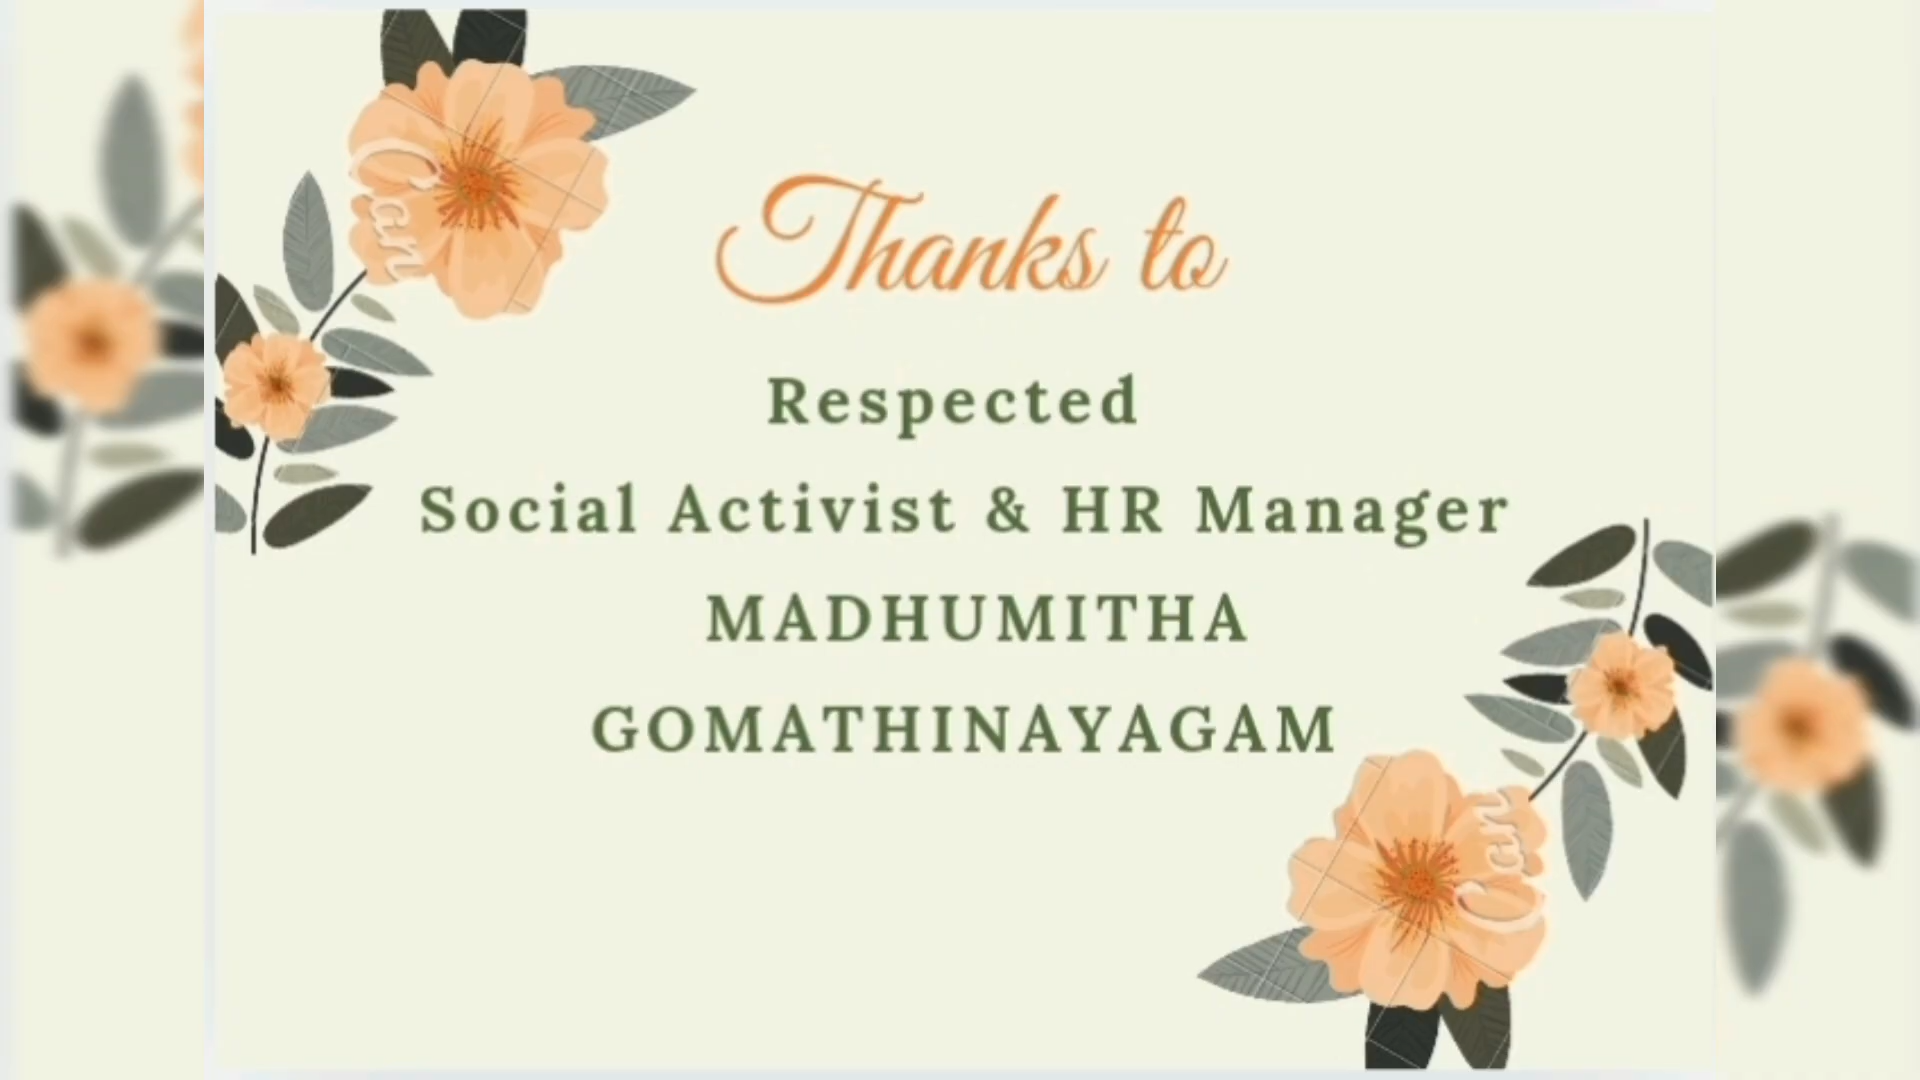 Thanks to
Respected
Social Activist & HR Manager
MADHUMITHA
GOMATHINAYAGAM